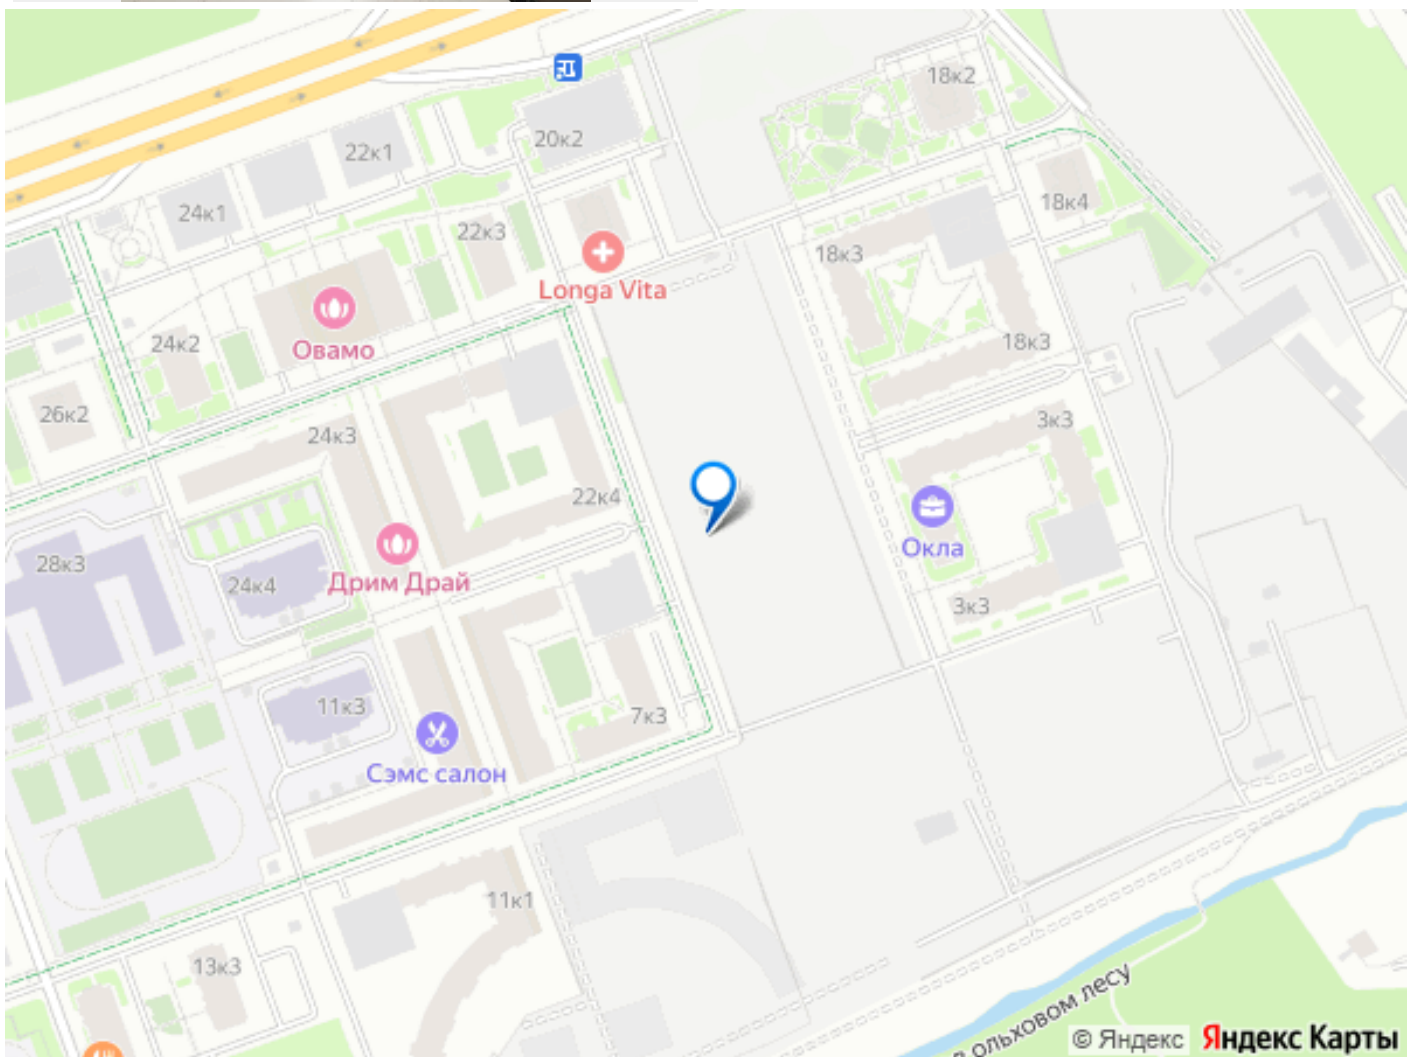 18к2
20к2
22к1
24к1
18к4
22к3
18к3
Longa Vita
24к2
Овамо
18к3
26к2
3к3
24к3
22к4
Окла
28к3
Дрим Драй
24к4
3к3
11к3
7к3
Сэмс салон
11к1
13к3
ольховом лесу
© Яндекс
Яндекс Карты